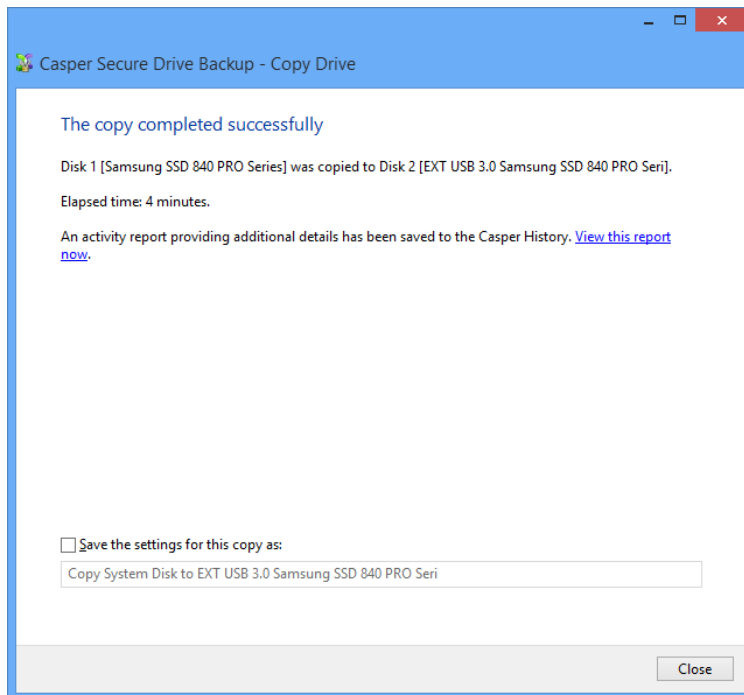 Casper Secure Drive Backup - Copy Drive
The copy completed successfully
Disk 1 [Samsung SSD 840 PRO Series] was copied to Disk 2 [EXT USB 3.0 Samsung SSD 840 PRO Seri].
Elapsed time: 4 minutes.
An activity report providing additional details has been saved to the Casper History. View this report
now.
Save the settings for this copy as:
Copy System Disk to EXT USB 3.0 Samsung SSD 840 PRO Seri
Close